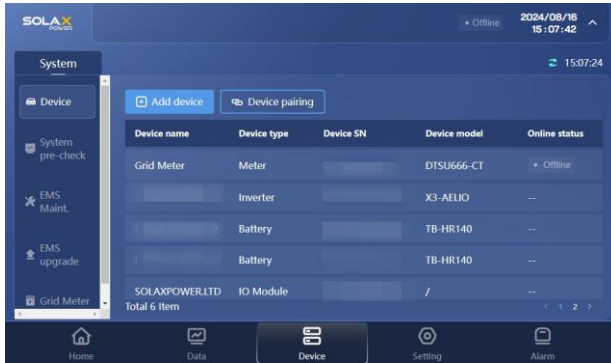 SOLAX
POWER
• Offline
2024/08/16
15:07:42
System
15:07:24
Device
System
pre-check
EMS
Maint.
EMS
upgrade
Grid Meter
Add device
Device pairing
Device name Device type Device SN Device model Online status
Grid Meter Meter DTSU666-CT • Offline
Inverter X3-AELIO --
Battery TB-HR140 --
Battery TB-HR140 --
SOLAXPOWER.LTD IO Module / --
Total 6 Item
< 1 2 >
Home
Data
Device
Setting
Alarm